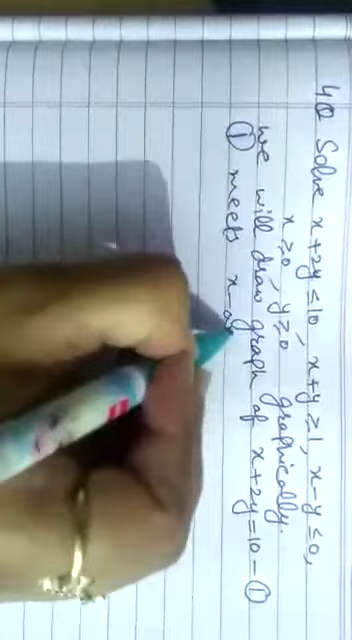 4Q Solve x+2y≤10, x+y≥1, x-y≤0,
x≥0, y≥0 graphically.
we will draw graph of x+2y=10-①
① meets x-a